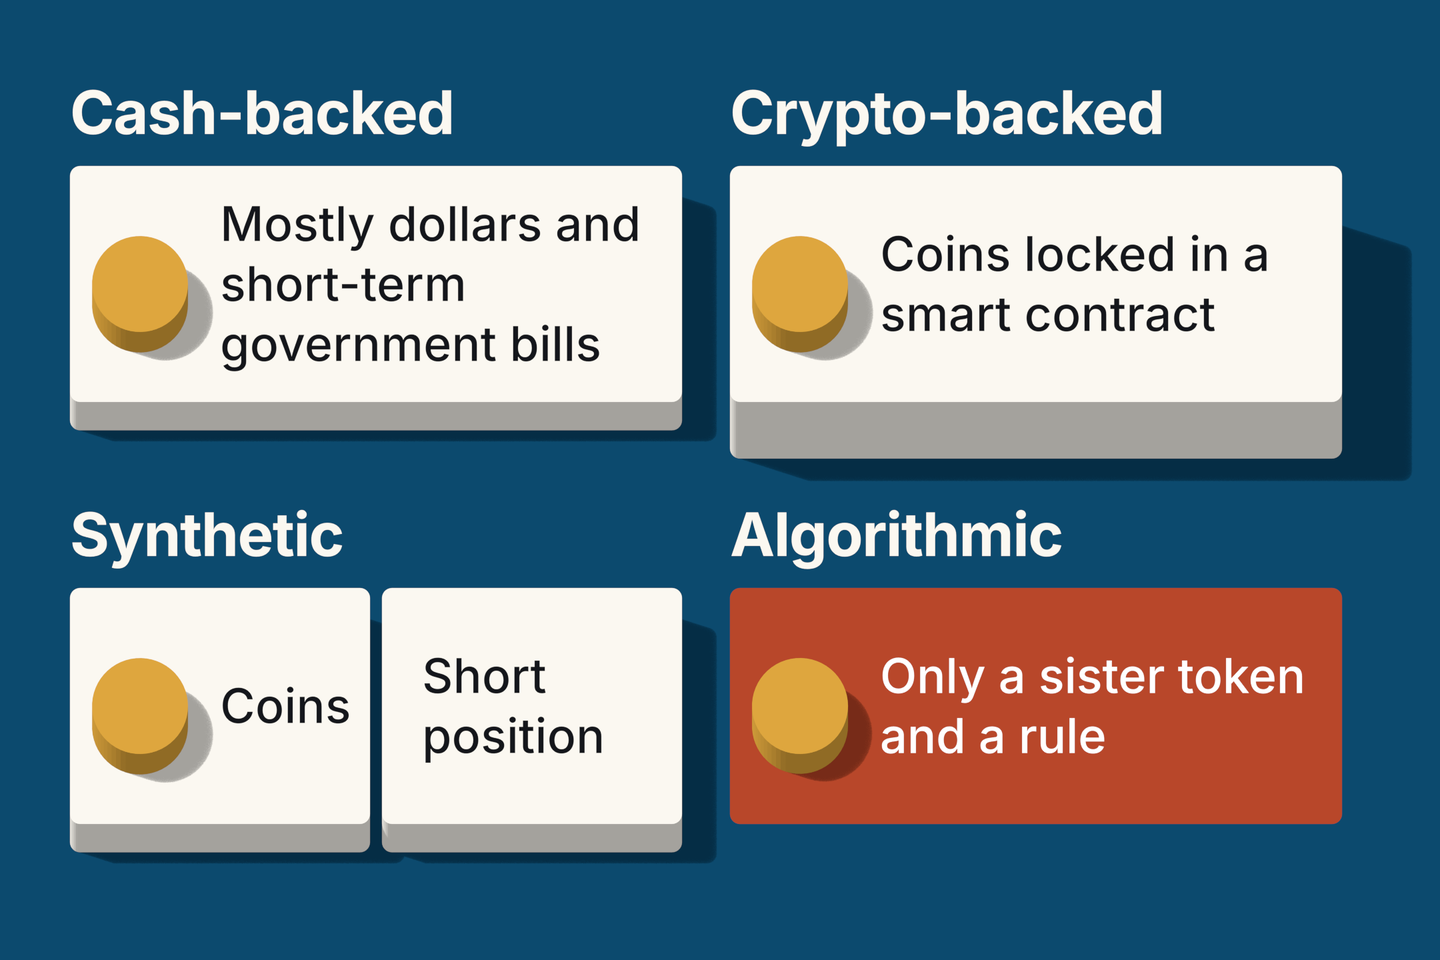 Cash-backed
Mostly dollars and
short-term
government bills
Crypto-backed
Coins locked in a
smart contract
Synthetic
Coins
Short
position
Algorithmic
Only a sister token
and a rule